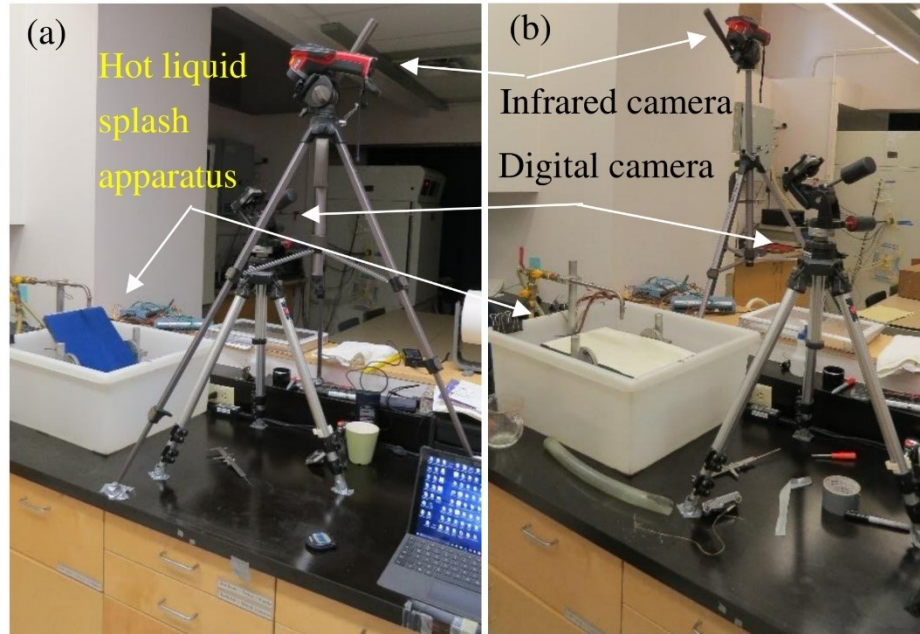 (a)
Hot liquid
splash
apparatus
(b)
Infrared camera
Digital camera